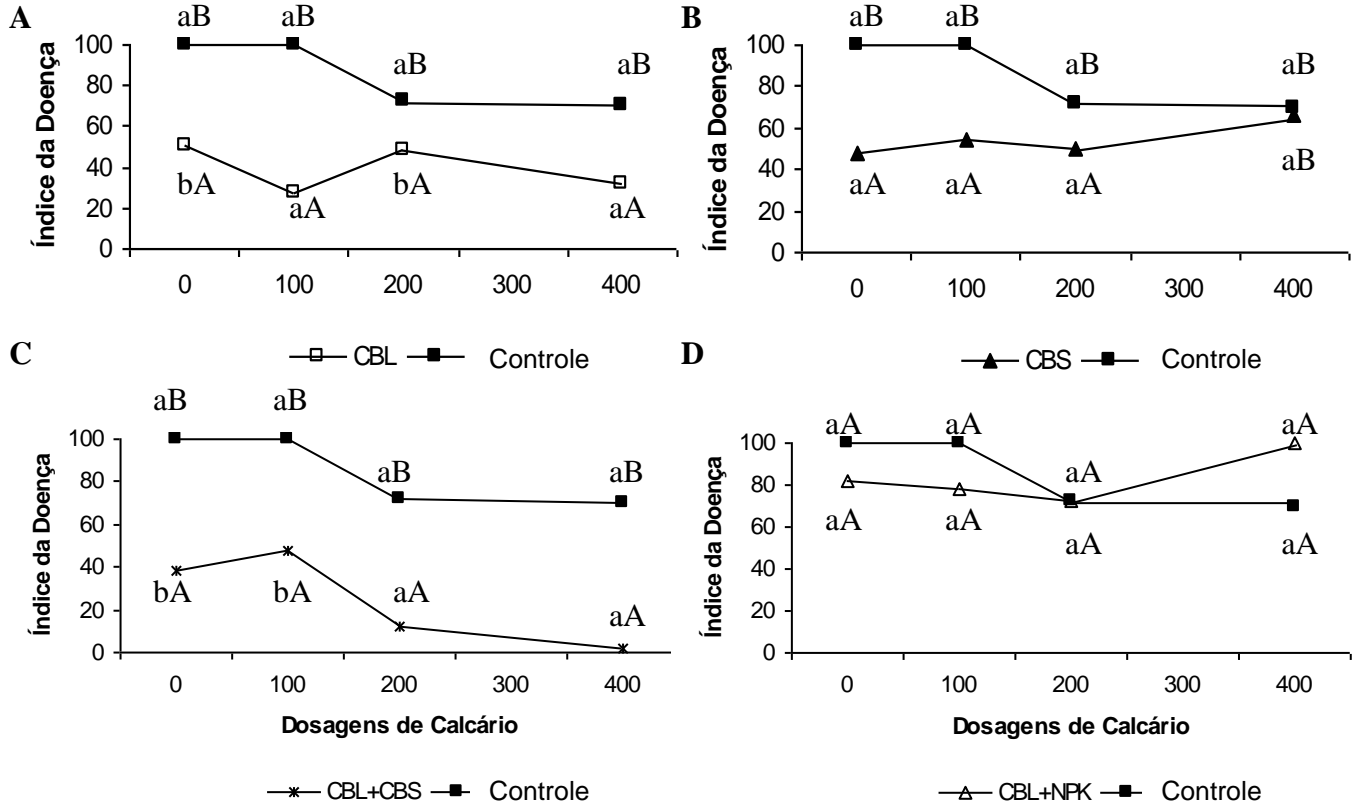 A
aB aB aB aB
Índice da Doença
100
80
60
40
20
0
bA aA bA aA
0 100 200 300 400
CBL Controle
B
aB aB aB aB
Índice da Doença
100
80
60
40
20
0
aA aA aA aB
0 100 200 300 400
CBS Controle
C
aB aB aB aB
Índice da Doença
100
80
60
40
20
0
bA bA aA aA
0 100 200 300 400
Dosagens de Calcário
CBL+CBS Controle
D
aA aA aA aA
Índice da Doença
100
80
60
40
20
0
aA aA aA aA
0 100 200 300 400
Dosagens de Calcário
CBL+NPK Controle